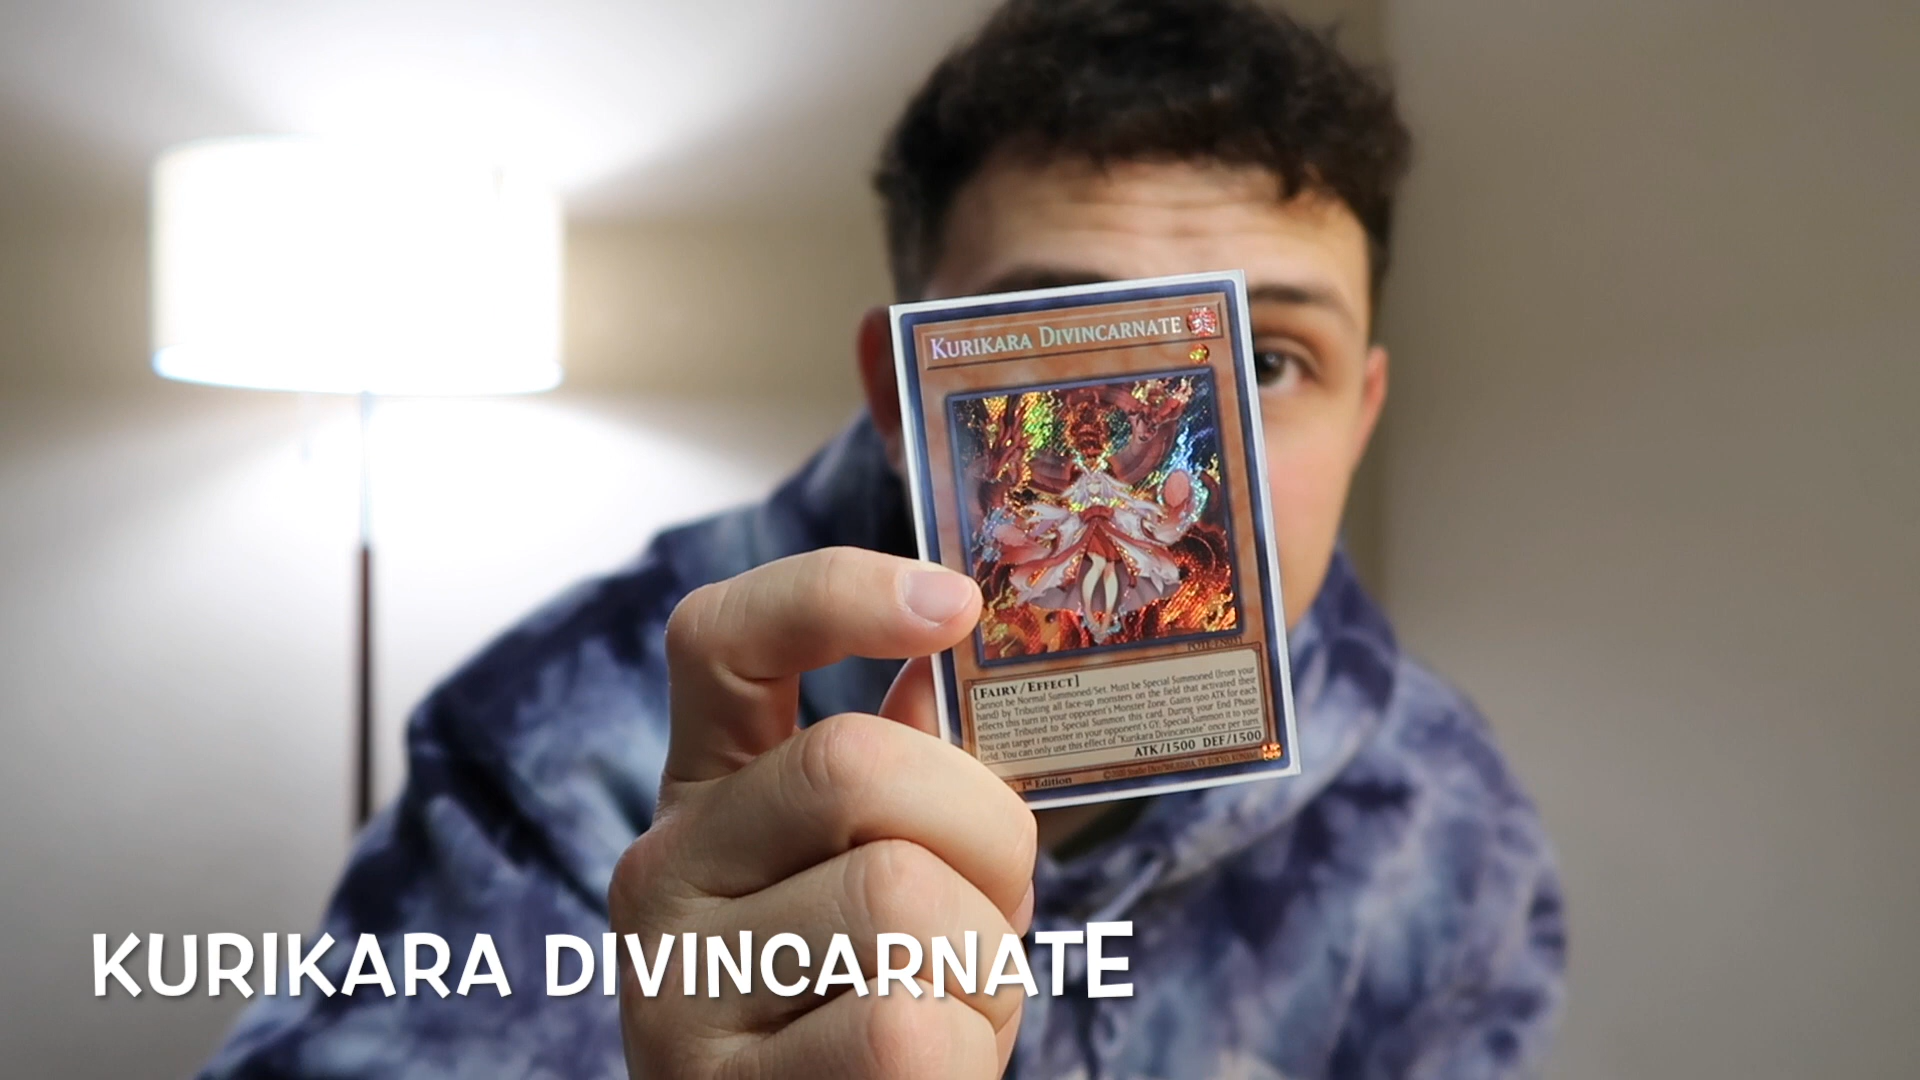 KURIKARA DIVINCARNATE
POTE-EN031
[FAIRY/EFFECT]
Cannot be Normal Summoned/Set. Must be Special Summoned (from your
hand) by Tributing all face-up monsters on the field that activated their
effects this turn in your opponent's Monster Zone. Gains 1500 ATK for each
monster Tributed to Special Summon this card. During your End Phase:
You can target 1 monster in your opponent's GY; Special Summon it to your
field. You can only use this effect of "Kurikara Divincarnate" once per turn.
ATK/1500 DEF/1500
1st Edition
KURIKARA DIVINCARNATE